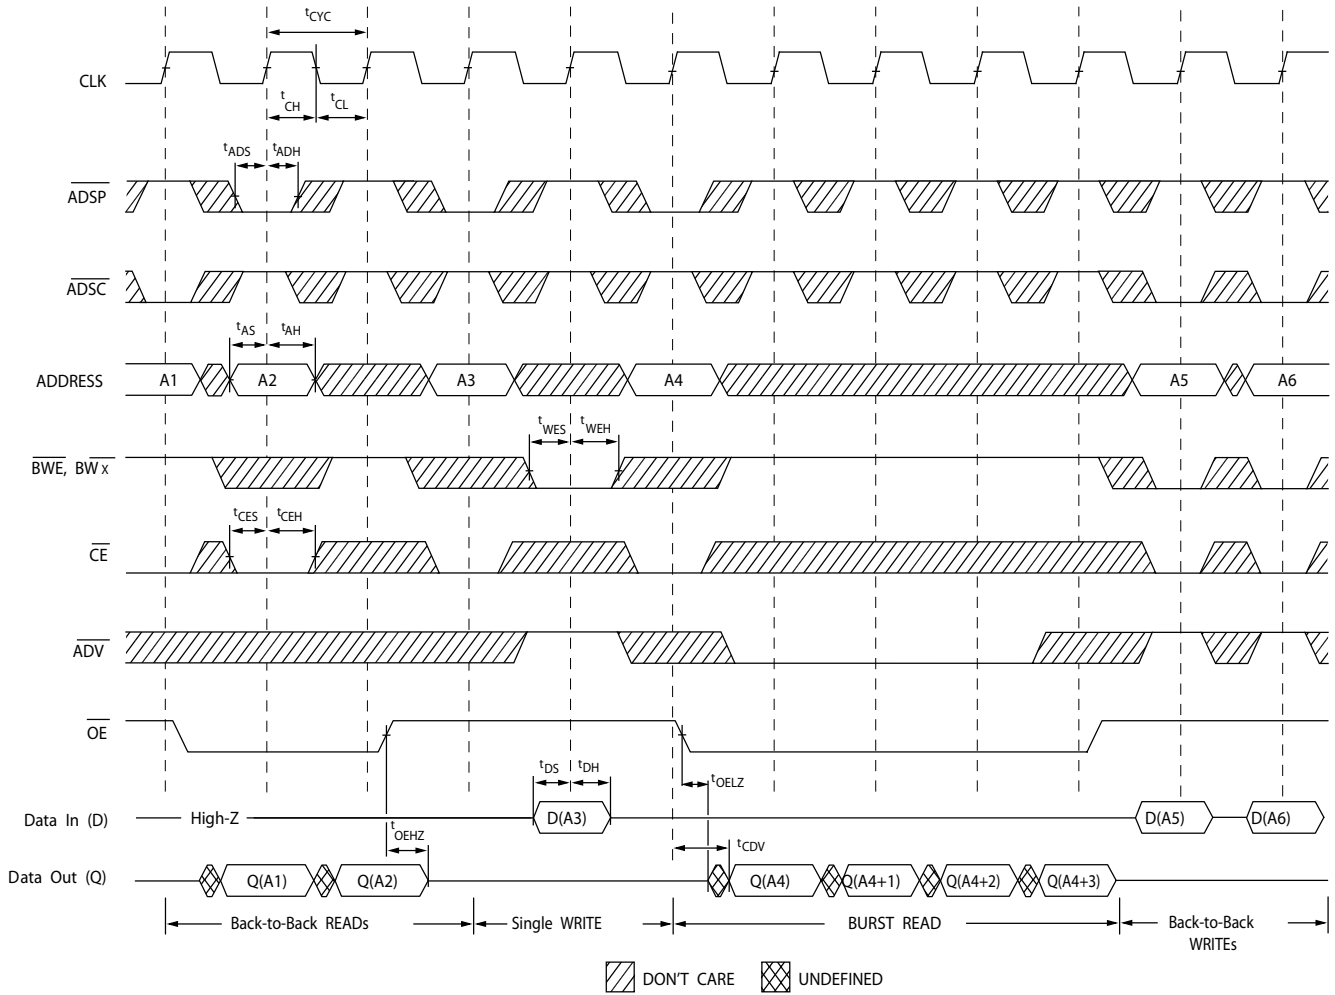 tCYC
CLK
tCH
tCL
tADS
tADH
ADSP
ADSC
tAS
tAH
ADDRESS
A1
A2
A3
A4
A5
A6
tWES
tWEH
BWE, BW X
tCES
tCEH
CE
ADV
OE
tDS
tDH
tOELZ
Data In (D)
High-Z
D(A3)
D(A5)
D(A6)
tOEHZ
tCDV
Data Out (Q)
Q(A1)
Q(A2)
Q(A4)
Q(A4+1)
Q(A4+2)
Q(A4+3)
Back-to-Back READs
Single WRITE
BURST READ
Back-to-Back
WRITEs
DON'T CARE
UNDEFINED